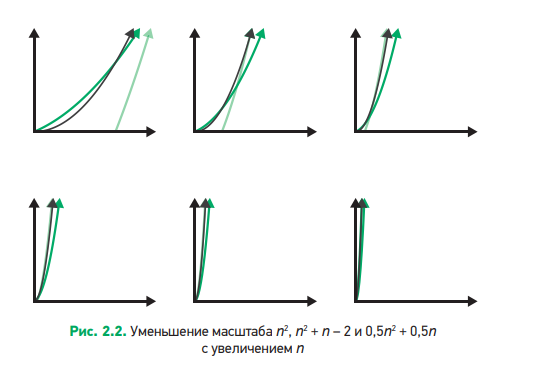 Рис. 2.2. Уменьшение масштаба n², n² + n – 2 и 0,5n² + 0,5n
с увеличением n